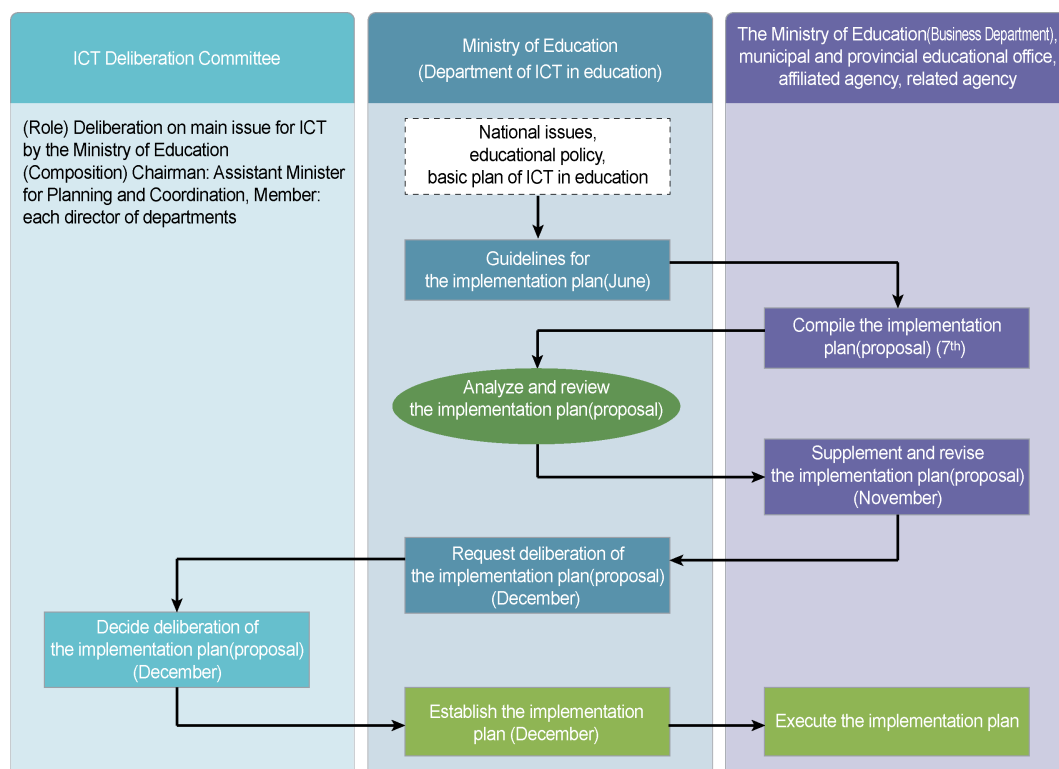 ICT Deliberation Committee
Ministry of Education
(Department of ICT in education)
The Ministry of Education(Business Department),
municipal and provincial educational office,
affiliated agency, related agency
(Role) Deliberation on main issue for ICT
by the Ministry of Education
(Composition) Chairman: Assistant Minister
for Planning and Coordination, Member:
each director of departments
National issues,
educational policy,
basic plan of ICT in education
Guidelines for
the implementation plan(June)
Compile the implementation
plan(proposal) (7th)
Analyze and review
the implementation plan(proposal)
Supplement and revise
the implementation plan(proposal)
(November)
Request deliberation of
the implementation plan(proposal)
(December)
Decide deliberation of
the implementation plan(proposal)
(December)
Establish the implementation
plan (December)
Execute the implementation plan